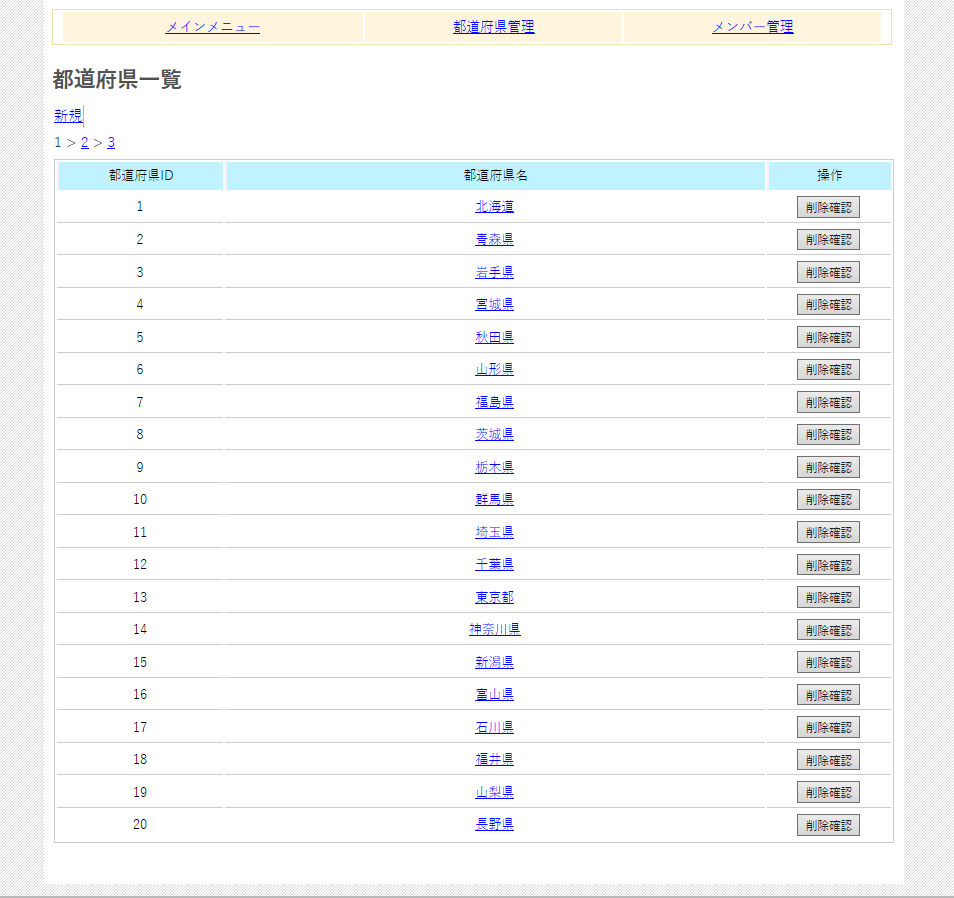 メインメニュー 都道府県管理 メンバー管理
都道府県一覧
新規
1 > 2 > 3
都道府県ID 都道府県名 操作
1 北海道 削除確認
2 青森県 削除確認
3 岩手県 削除確認
4 宮城県 削除確認
5 秋田県 削除確認
6 山形県 削除確認
7 福島県 削除確認
8 茨城県 削除確認
9 栃木県 削除確認
10 群馬県 削除確認
11 埼玉県 削除確認
12 千葉県 削除確認
13 東京都 削除確認
14 神奈川県 削除確認
15 新潟県 削除確認
16 富山県 削除確認
17 石川県 削除確認
18 福井県 削除確認
19 山梨県 削除確認
20 長野県 削除確認